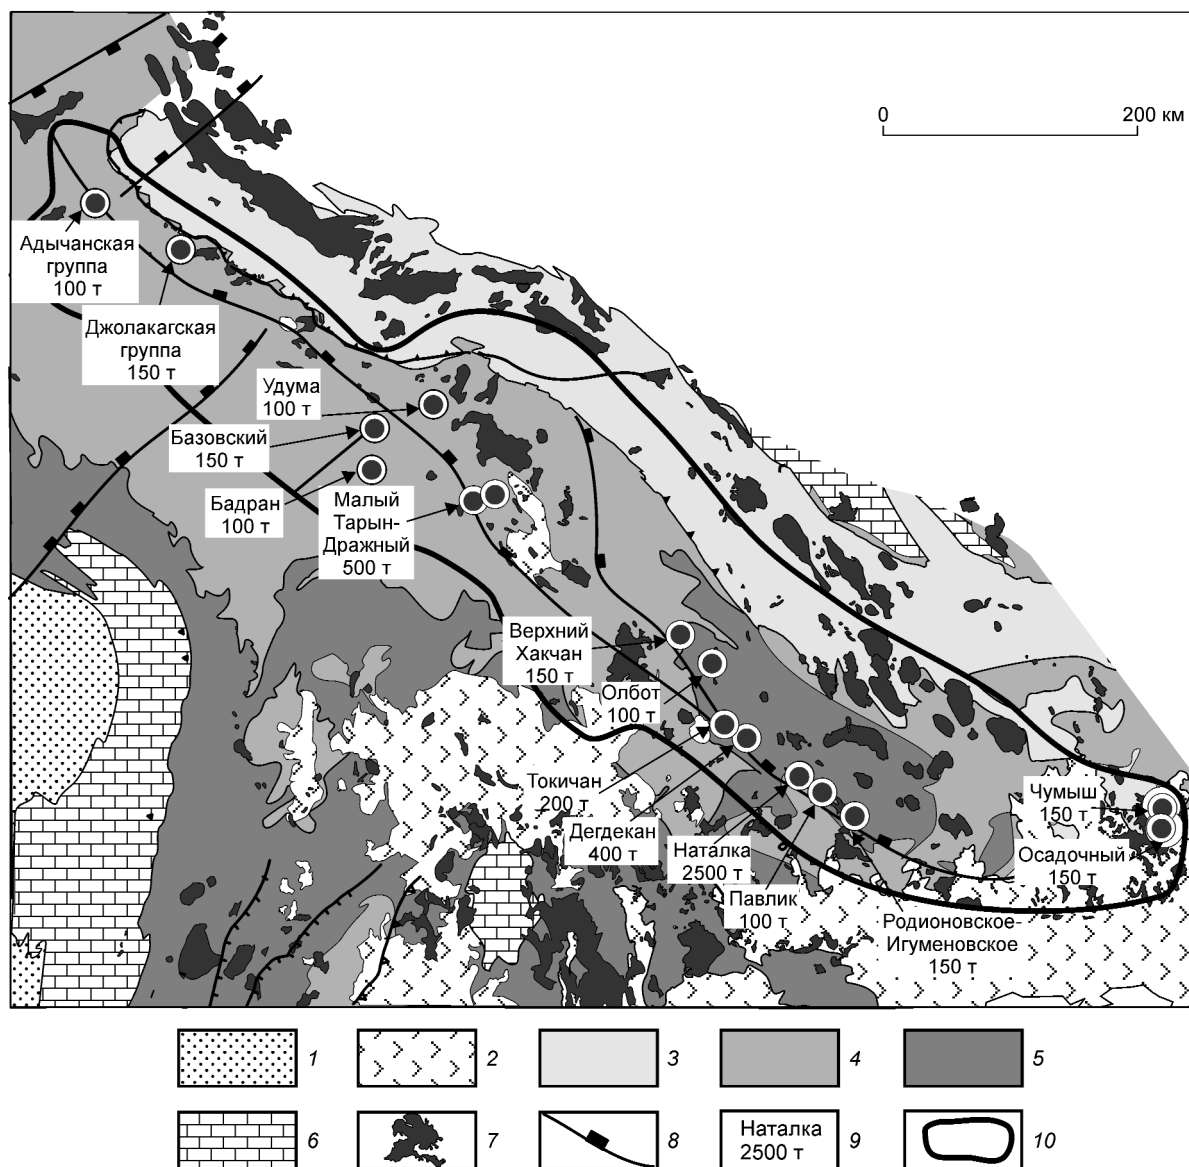 0
200 км
Адычанская
группа
100 т
Джолакагская
группа
150 т
Удума
100 т
Базовский
150 т
Бадран
100 т
Малый
Тарын-
Дражный
500 т
Верхний
Хакчан
150 т
Олбот
100 т
Токичан
200 т
Дегдекан
400 т
Наталка
2500 т
Павлик
100 т
Чумыш
150 т
Осадочный
150 т
Родионовское-
Игуменовское
150 т
1
2
3
4
5
6
7
8
Наталка
2500 т
9
10